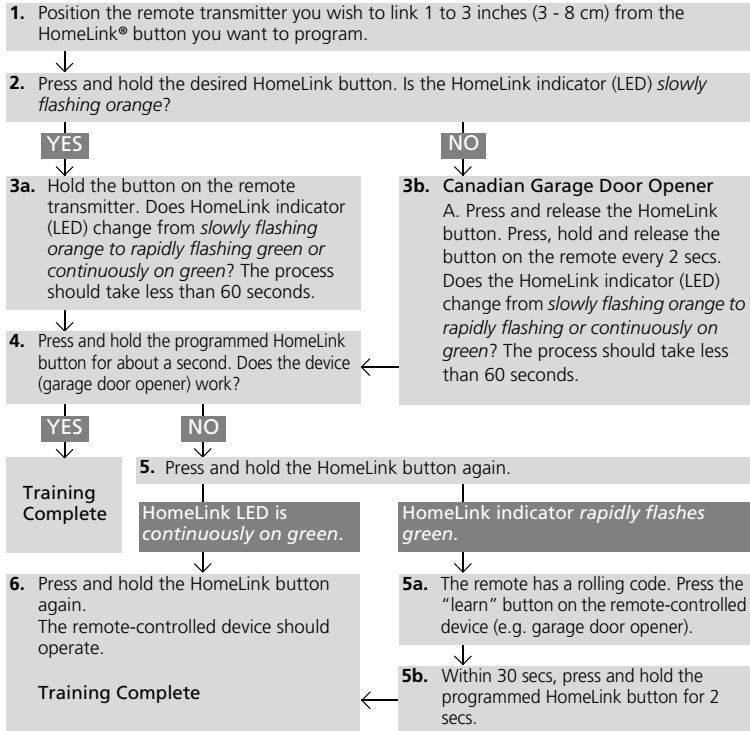 1. Position the remote transmitter you wish to link 1 to 3 inches (3 - 8 cm) from the
HomeLink® button you want to program.
2. Press and hold the desired HomeLink button. Is the HomeLink indicator (LED) slowly
flashing orange?
YES
NO
3a. Hold the button on the remote
transmitter. Does HomeLink indicator
(LED) change from slowly flashing
orange to rapidly flashing green or
continuously on green? The process
should take less than 60 seconds.
3b. Canadian Garage Door Opener
A. Press and release the HomeLink
button. Press, hold and release the
button on the remote every 2 secs.
Does the HomeLink indicator (LED)
change from slowly flashing orange to
rapidly flashing or continuously on
green? The process should take less
than 60 seconds.
4. Press and hold the programmed HomeLink
button for about a second. Does the device
(garage door opener) work?
YES
NO
Training
Complete
5. Press and hold the HomeLink button again.
HomeLink LED is
continuously on green.
HomeLink indicator rapidly flashes
green.
6. Press and hold the HomeLink button
again.
The remote-controlled device should
operate.
Training Complete
5a. The remote has a rolling code. Press the
“learn” button on the remote-controlled
device (e.g. garage door opener).
5b. Within 30 secs, press and hold the
programmed HomeLink button for 2
secs.